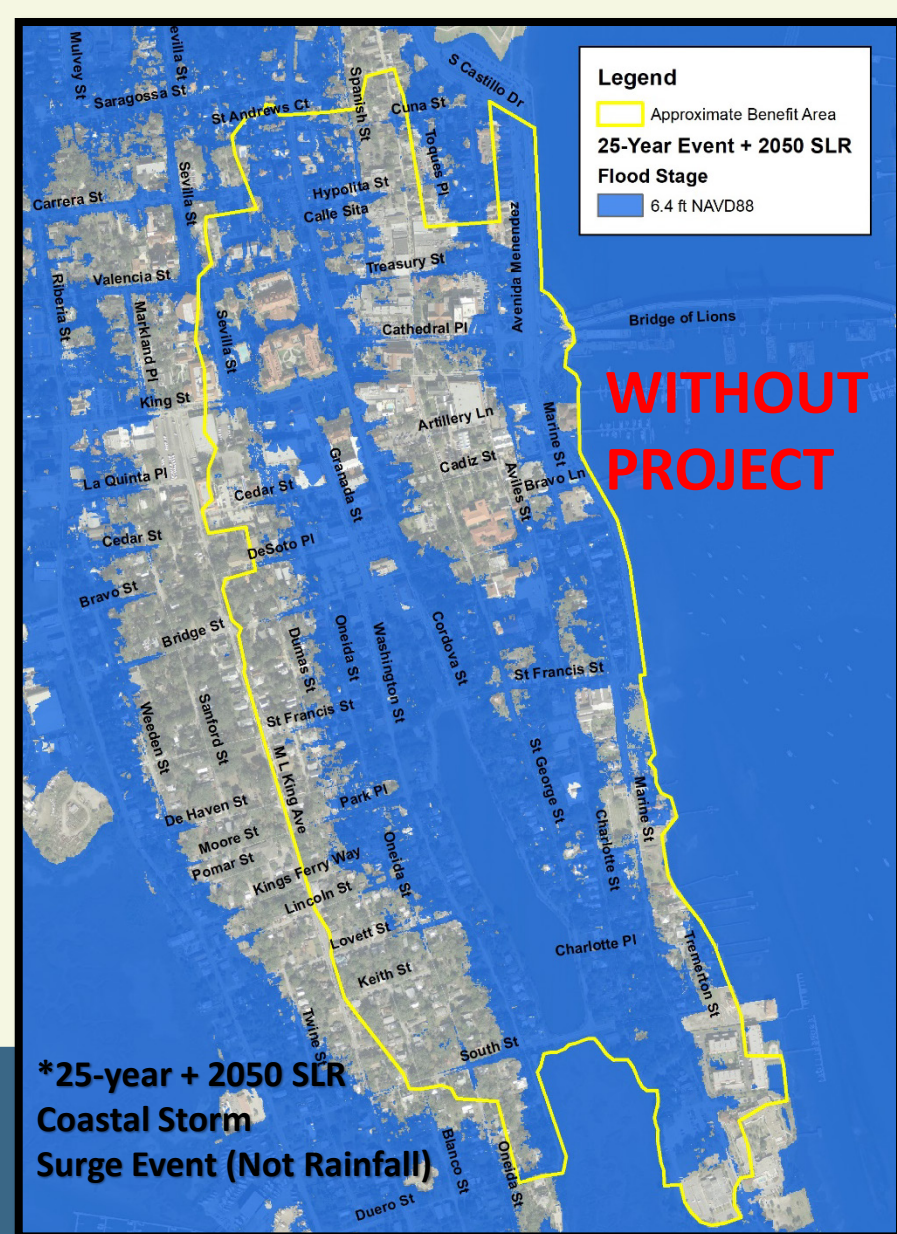 Legend
Approximate Benefit Area
25-Year Event + 2050 SLR
Flood Stage
6.4 ft NAVD88
Mulvey St
Sevilla St
Saragossa St
St Andrews Ct
Spanish St
Cuna St
S Castillo Dr
Toques Pl
Carrera St
Sevilla St
Hypolita St
Calle Sita
Treasury St
Avenida Menenpez
Valencia St
Riberia St
Markland Pl
Sevilla St
Cathedral Pl
Bridge of Lions
King St
WITHOUT
PROJECT
Artillery Ln
Marine St
La Quinta Pl
Cedar St
Granada St
Cadiz St
Aviles St
Bravo Ln
Cedar St
DeSoto Pl
Bravo St
Bridge St
Dumas St
Oneida St
Washington St
Cordova St
St Francis St
Weeden St
Sanford St
St Francis St
M L King Ave
St George St
Marine St
De Haven St
Park Pl
Charlotte St
Moore St
Pomar St
Kings Ferry Way
Oneida St
Lincoln St
Lovett St
Charlotte Pl
Tremerton St
Keith St
Twine St
South St
*25-year + 2050 SLR
Coastal Storm
Surge Event (Not Rainfall)
Blanco St
Oneida St
Duero St